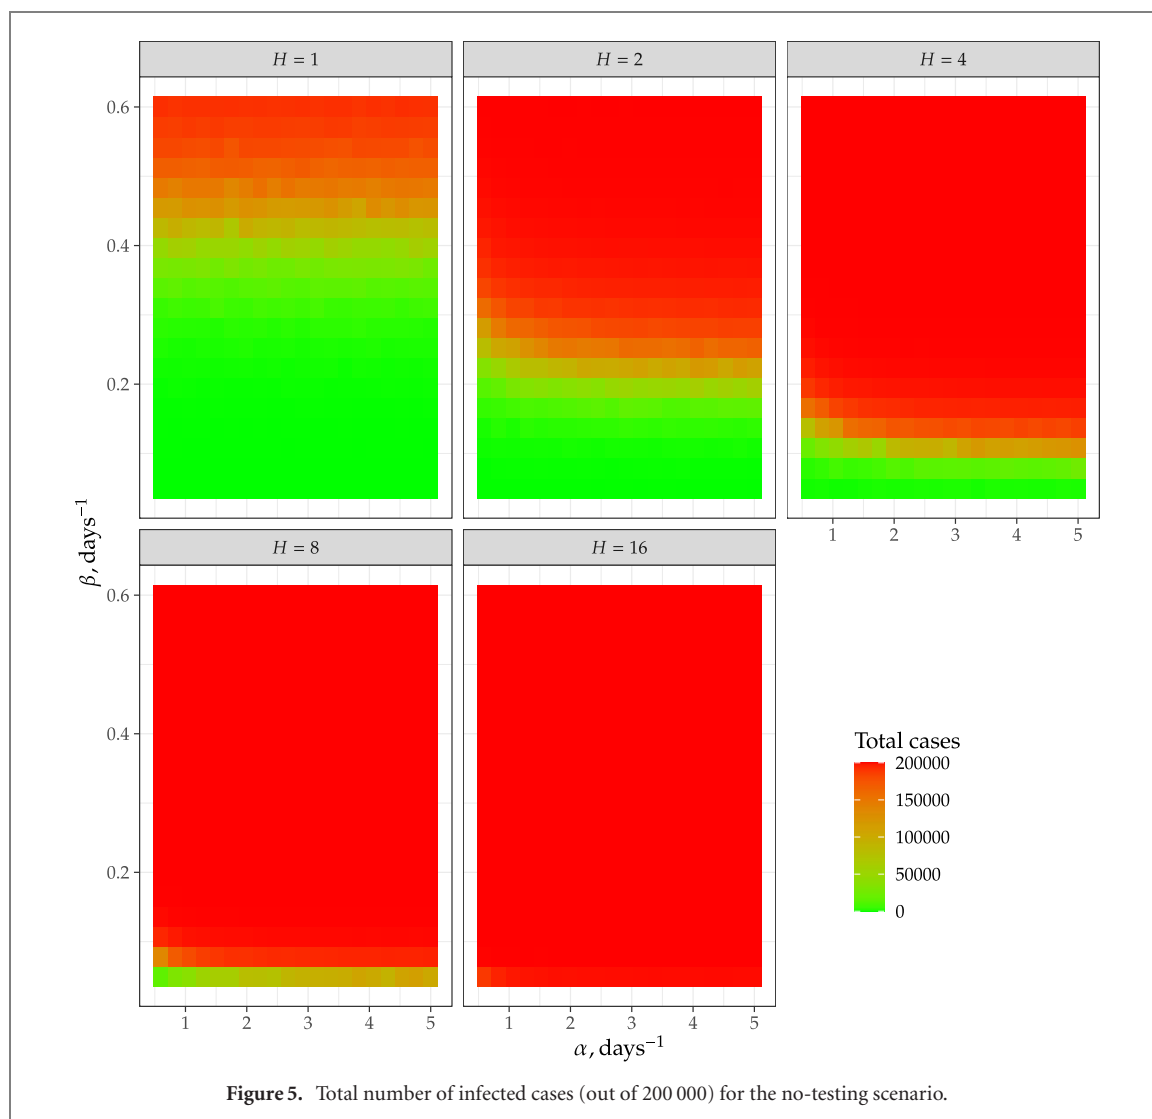 H = 1
H = 2
H = 4
0.6
0.4
0.2
1 2 3 4 5
β, days⁻¹
H = 8
H = 16
0.6
0.4
0.2
1 2 3 4 5
1 2 3 4 5
α, days⁻¹
Total cases
200000
150000
100000
50000
0
Figure 5. Total number of infected cases (out of 200 000) for the no-testing scenario.